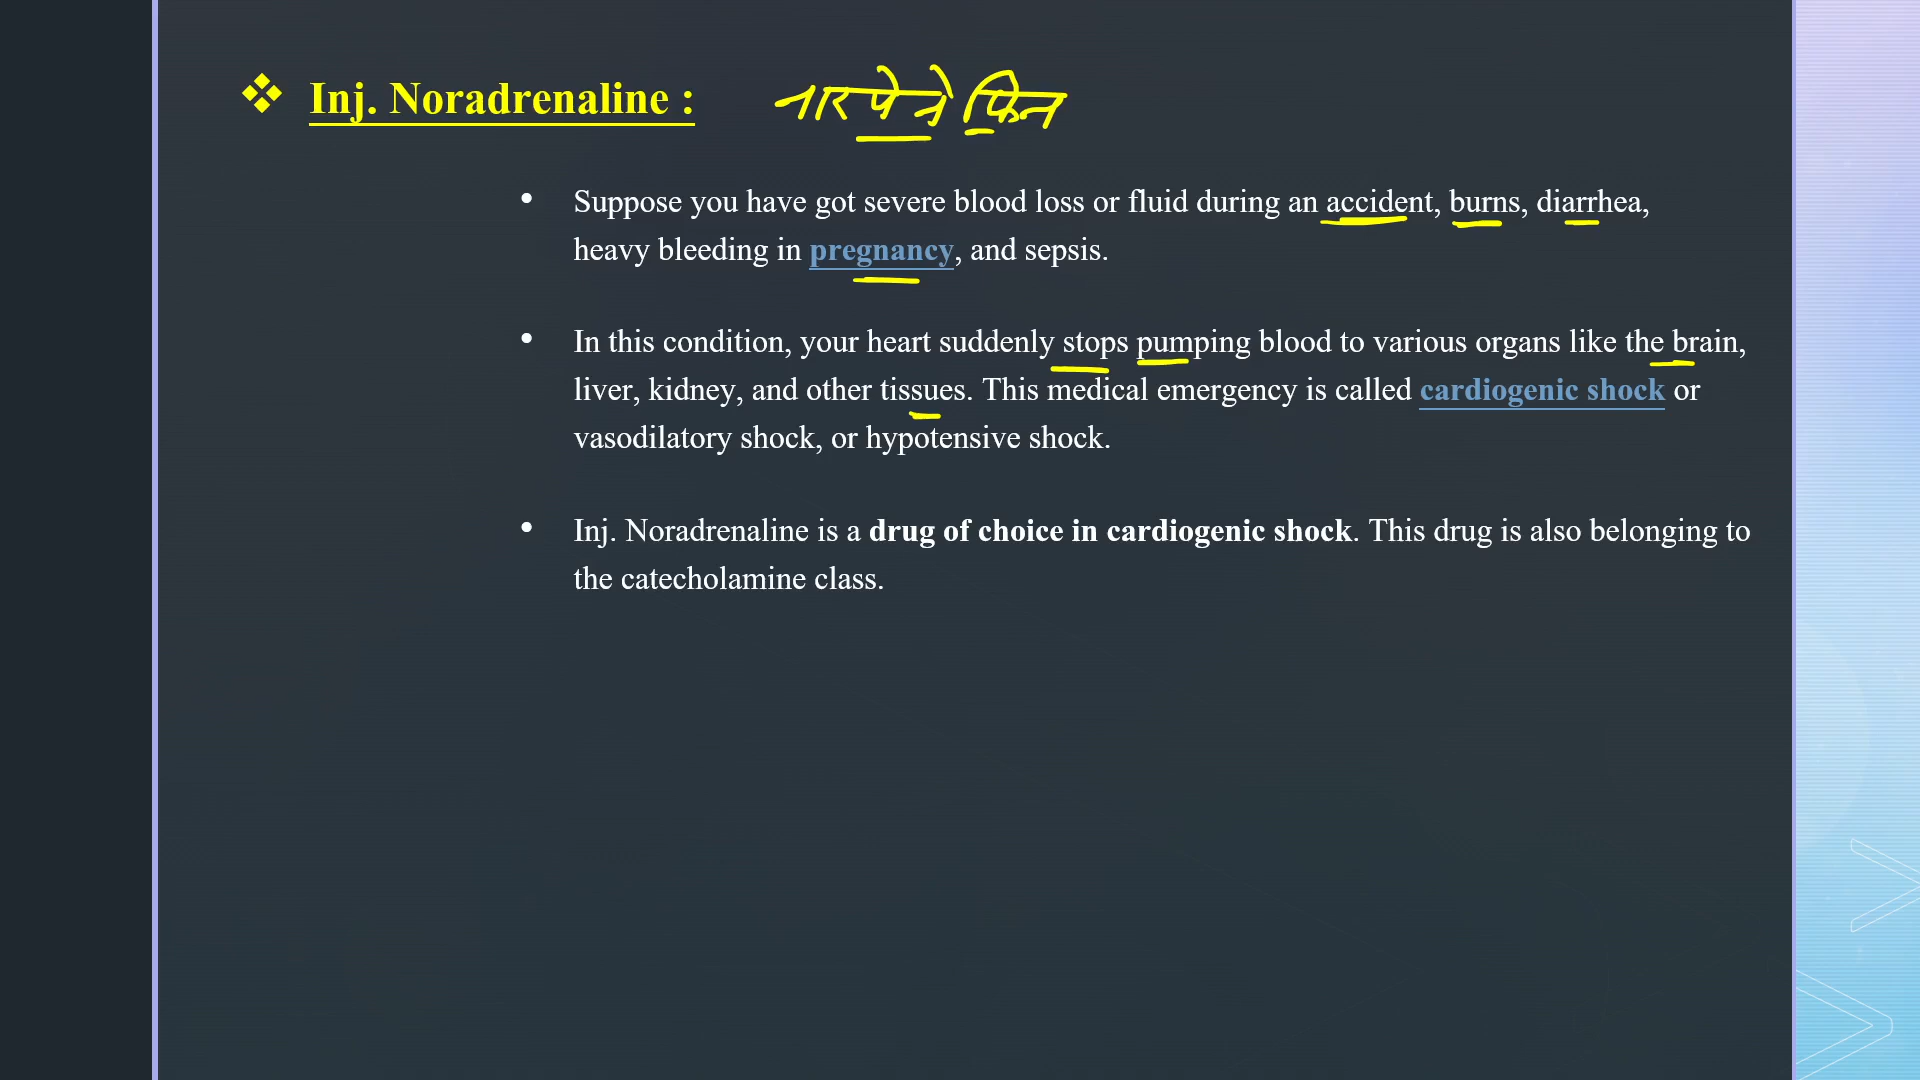 ❖ Inj. Noradrenaline : नारपेनेफ्रिन
• Suppose you have got severe blood loss or fluid during an accident, burns, diarrhea,
heavy bleeding in pregnancy, and sepsis.
• In this condition, your heart suddenly stops pumping blood to various organs like the brain,
liver, kidney, and other tissues. This medical emergency is called cardiogenic shock or
vasodilatory shock, or hypotensive shock.
• Inj. Noradrenaline is a drug of choice in cardiogenic shock. This drug is also belonging to
the catecholamine class.